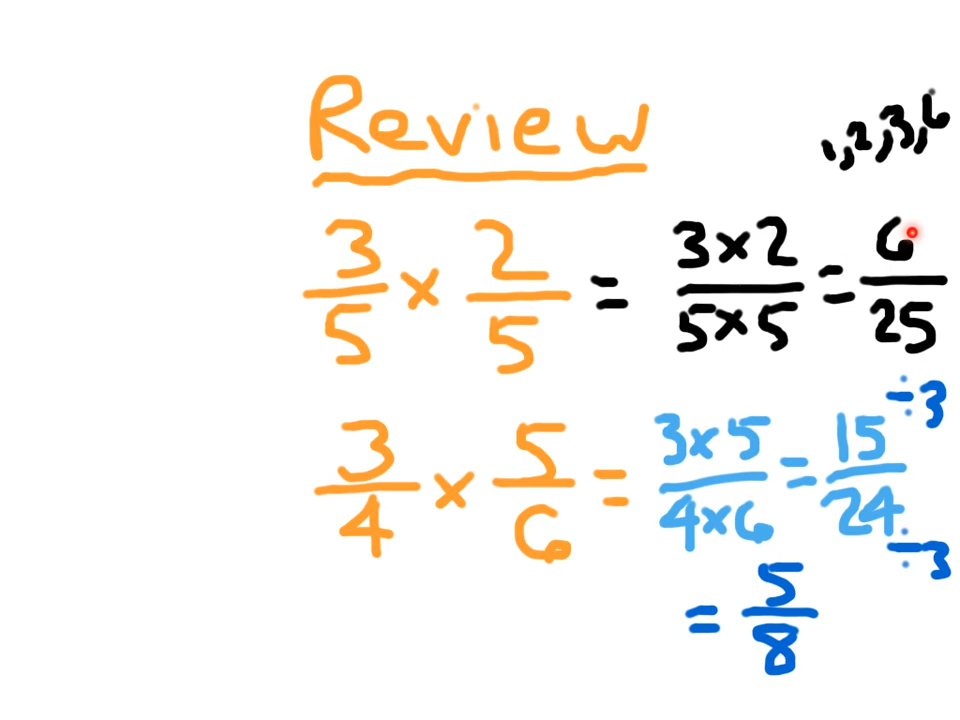 Review
1, 2, 3, 6
3/5 × 2/5 = 3×2/5×5 = 6/25
3/4 × 5/6 = 3×5/4×6 = 15/24 ÷3/÷3
= 5/8